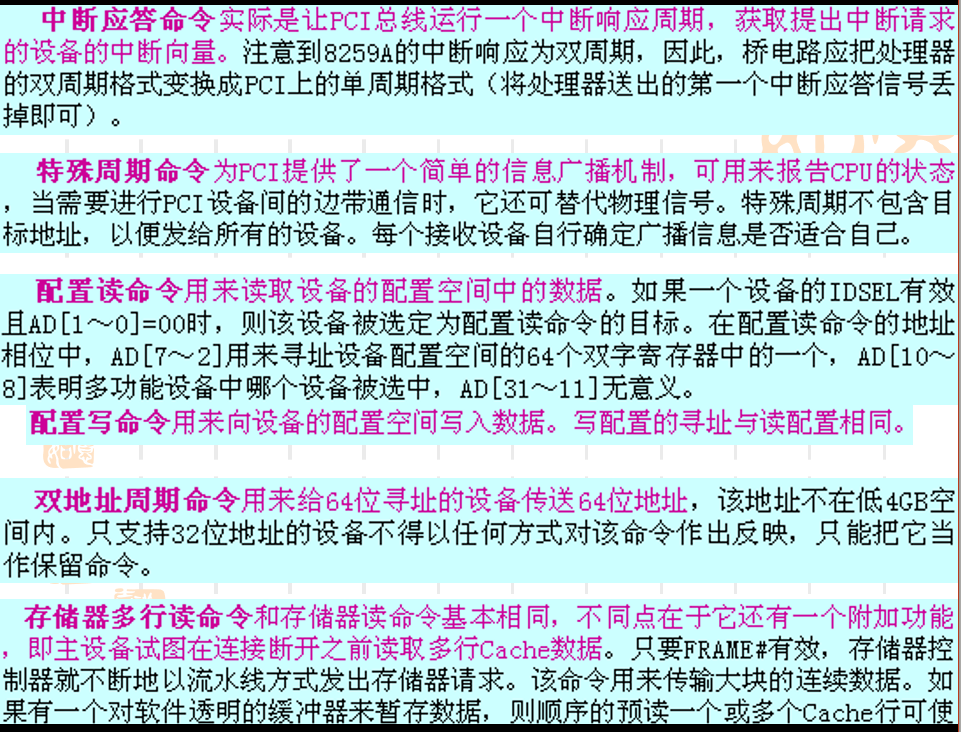 中断应答命令实际是让PCI总线运行一个中断响应周期，获取提出中断请求
的设备的中断向量。注意到8259A的中断响应为双周期，因此，桥电路应把处理器
的双周期格式变换成PCI上的单周期格式（将处理器送出的第一个中断应答信号丢
掉即可）。
特殊周期命令为PCI提供了一个简单的信息广播机制，可用来报告CPU的状态
，当需要进行PCI设备间的边带通信时，它还可替代物理信号。特殊周期不包含目
标地址，以便发给所有的设备。每个接收设备自行确定广播信息是否适合自己。
配置读命令用来读取设备的配置空间中的数据。如果一个设备的IDSEL有效
且AD[1～0]=00时，则该设备被选定为配置读命令的目标。在配置读命令的地址
相位中，AD[7～2]用来寻址设备配置空间的64个双字寄存器中的一个，AD[10～
8]表明多功能设备中哪个设备被选中，AD[31～11]无意义。
配置写命令用来向设备的配置空间写入数据。写配置的寻址与读配置相同。
双地址周期命令用来给64位寻址的设备传送64位地址，该地址不在低4GB空
间内。只支持32位地址的设备不得以任何方式对该命令作出反映，只能把它当
作保留命令。
存储器多行读命令和存储器读命令基本相同，不同点在于它还有一个附加功能
，即主设备试图在连接断开之前读取多行Cache数据。只要FRAME#有效，存储器控
制器就不断地以流水线方式发出存储器请求。该命令用来传输大块的连续数据。如
果有一个对软件透明的缓冲器来暂存数据，则顺序的预读一个或多个Cache行可使